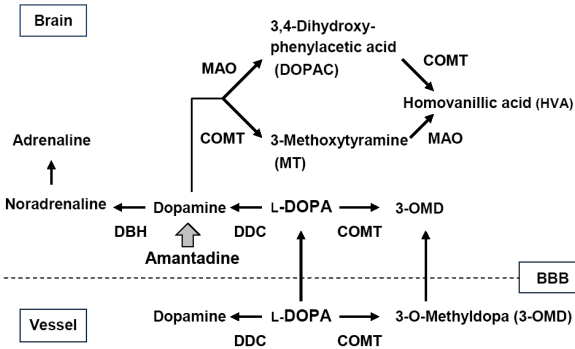 Brain
3,4-Dihydroxy-
phenylacetic acid
(DOPAC)
MAO
COMT
Homovanillic acid (HVA)
Adrenaline
COMT
3-Methoxytyramine
(MT)
MAO
Noradrenaline
Dopamine
L-DOPA
3-OMD
DBH
DDC
COMT
Amantadine
BBB
Vessel
Dopamine
L-DOPA
3-O-Methyldopa (3-OMD)
DDC
COMT